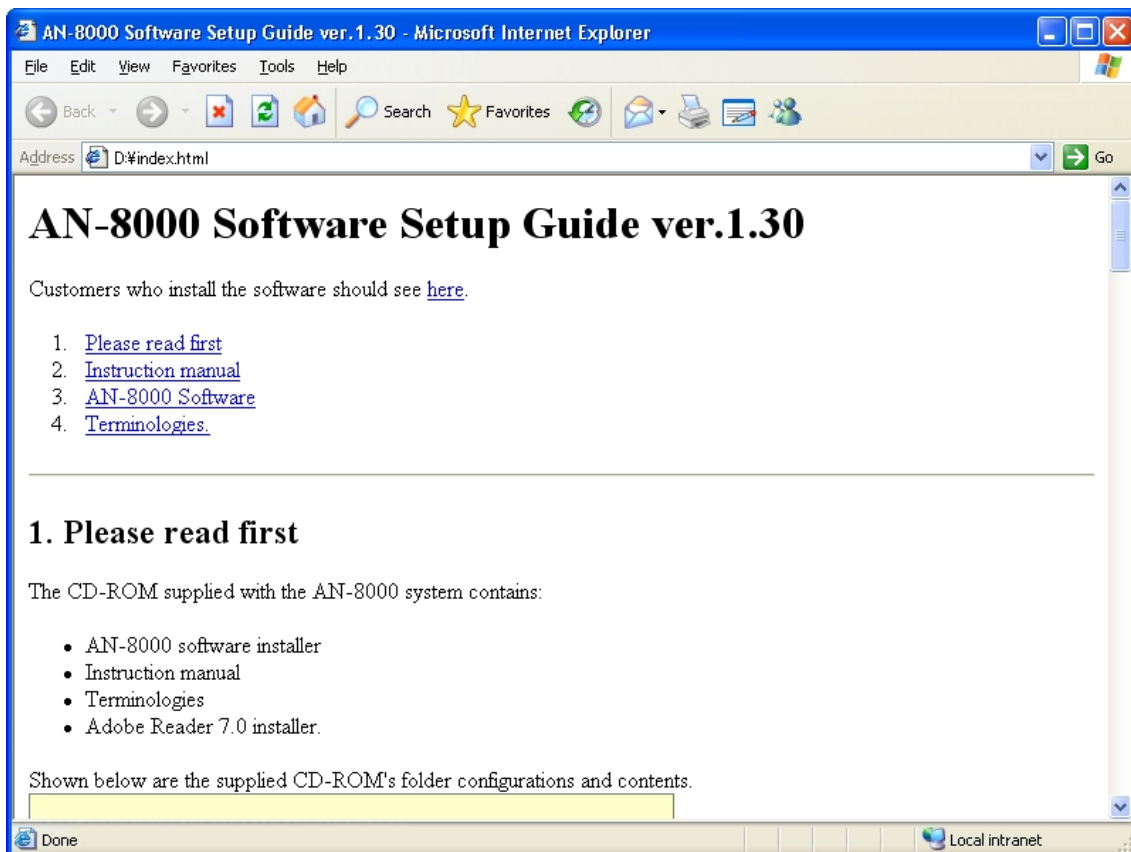 AN-8000 Software Setup Guide ver.1.30 - Microsoft Internet Explorer
File Edit View Favorites Tools Help
Back Search Favorites
Address D:¥index.html Go
AN-8000 Software Setup Guide ver.1.30
Customers who install the software should see here.
1. Please read first
2. Instruction manual
3. AN-8000 Software
4. Terminologies.
1. Please read first
The CD-ROM supplied with the AN-8000 system contains:
• AN-8000 software installer
• Instruction manual
• Terminologies
• Adobe Reader 7.0 installer.
Shown below are the supplied CD-ROM's folder configurations and contents.
Done Local intranet